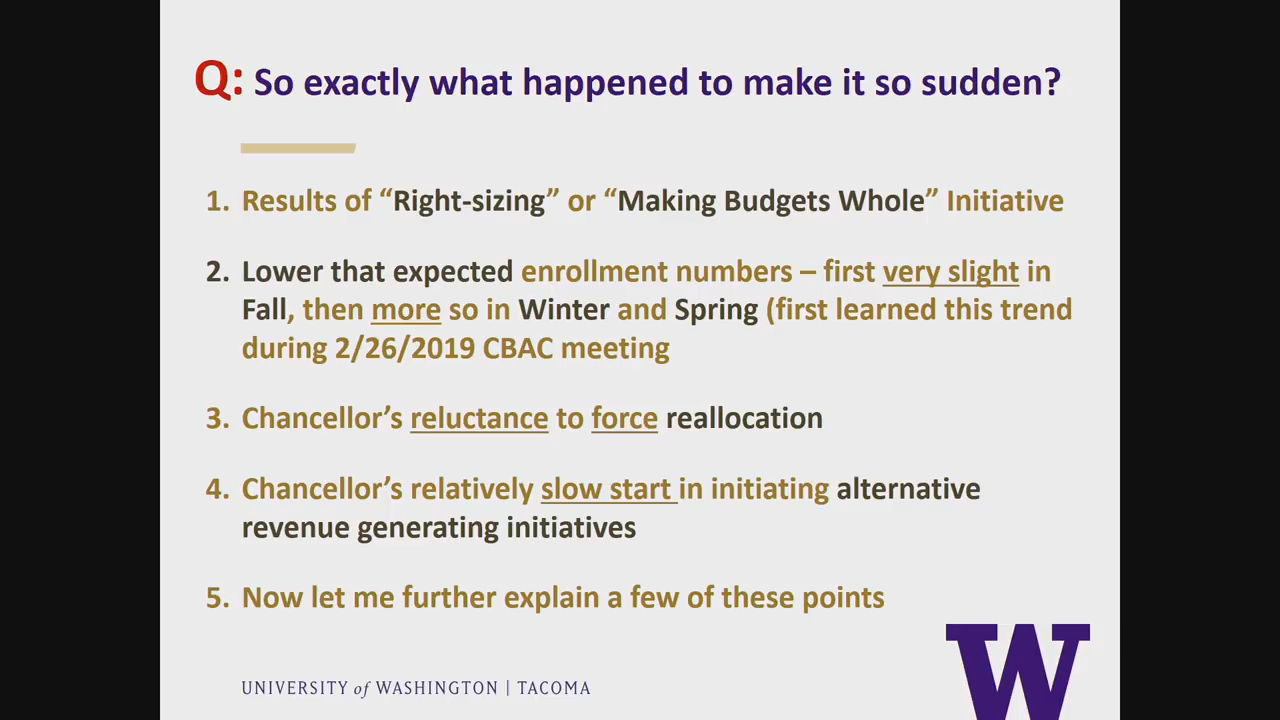 Q: So exactly what happened to make it so sudden?
1. Results of “Right-sizing” or “Making Budgets Whole” Initiative
2. Lower that expected enrollment numbers – first very slight in
Fall, then more so in Winter and Spring (first learned this trend
during 2/26/2019 CBAC meeting
3. Chancellor’s reluctance to force reallocation
4. Chancellor’s relatively slow start in initiating alternative
revenue generating initiatives
5. Now let me further explain a few of these points
W
UNIVERSITY of WASHINGTON | TACOMA